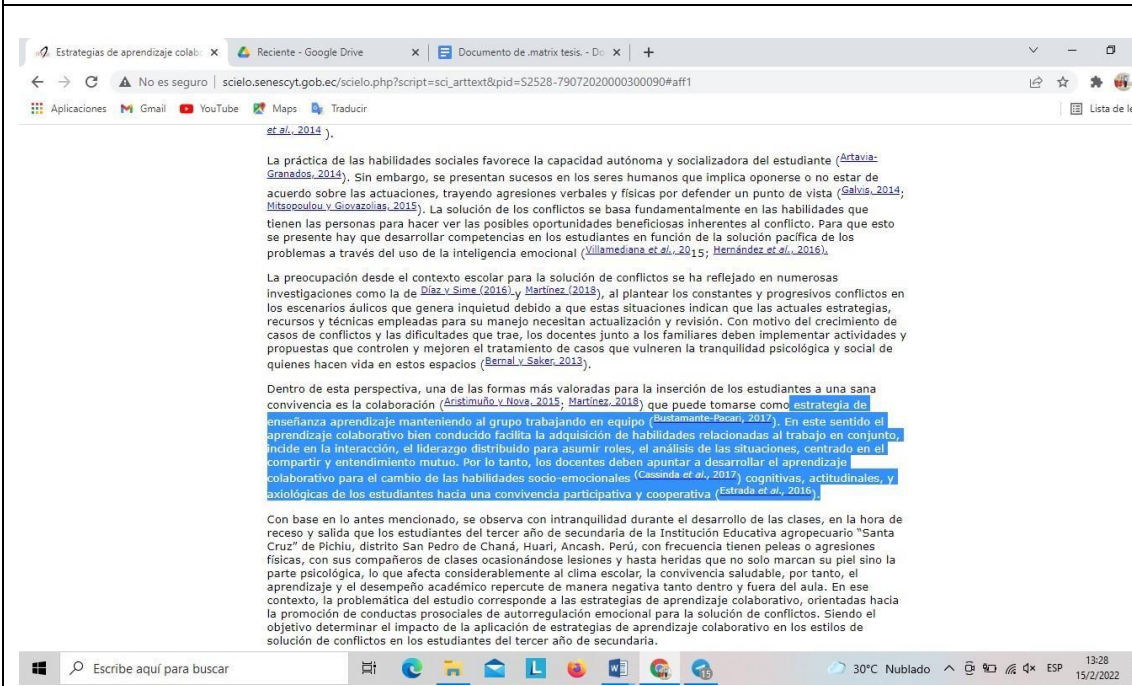 Estrategias de aprendizaje colab
Reciente - Google Drive
Documento de .matrix tesis. - Do
No es seguro | scielo.senescyt.gob.ec/scielo.php?script=sci_arttext&pid=S2528-79072020000300090#aff1
Aplicaciones Gmail YouTube Maps Traducir
Lista de le
et al., 2014 ).
La práctica de las habilidades sociales favorece la capacidad autónoma y socializadora del estudiante (Artavia-
Granados, 2014). Sin embargo, se presentan sucesos en los seres humanos que implica oponerse o no estar de
acuerdo sobre las actuaciones, trayendo agresiones verbales y físicas por defender un punto de vista (Galvis, 2014;
Mitsopoulou y Giovazolias, 2015). La solución de los conflictos se basa fundamentalmente en las habilidades que
tienen las personas para hacer ver las posibles oportunidades beneficiosas inherentes al conflicto. Para que esto
se presente hay que desarrollar competencias en los estudiantes en función de la solución pacífica de los
problemas a través del uso de la inteligencia emocional (Villamediana et al., 2015; Hernández et al., 2016).
La preocupación desde el contexto escolar para la solución de conflictos se ha reflejado en numerosas
investigaciones como la de Díaz y Sime (2016) y Martínez (2018), al plantear los constantes y progresivos conflictos en
los escenarios áulicos que genera inquietud debido a que estas situaciones indican que las actuales estrategias,
recursos y técnicas empleadas para su manejo necesitan actualización y revisión. Con motivo del crecimiento de
casos de conflictos y las dificultades que trae, los docentes junto a los familiares deben implementar actividades y
propuestas que controlen y mejoren el tratamiento de casos que vulneren la tranquilidad psicológica y social de
quienes hacen vida en estos espacios (Bernal y Saker, 2013).
Dentro de esta perspectiva, una de las formas más valoradas para la inserción de los estudiantes a una sana
convivencia es la colaboración (Aristimuño y Nova, 2015; Martínez, 2018) que puede tomarse como estrategia de
enseñanza aprendizaje manteniendo al grupo trabajando en equipo (Bustamante-Pacari, 2017). En este sentido el
aprendizaje colaborativo bien conducido facilita la adquisición de habilidades relacionadas al trabajo en conjunto,
incide en la interacción, el liderazgo distribuido para asumir roles, el análisis de las situaciones, centrado en el
compartir y entendimiento mutuo. Por lo tanto, los docentes deben apuntar a desarrollar el aprendizaje
colaborativo para el cambio de las habilidades socio-emocionales (Cassinda et al., 2017) cognitivas, actitudinales, y
axiológicas de los estudiantes hacia una convivencia participativa y cooperativa (Estrada et al., 2016).
Con base en lo antes mencionado, se observa con intranquilidad durante el desarrollo de las clases, en la hora de
receso y salida que los estudiantes del tercer año de secundaria de la Institución Educativa agropecuario "Santa
Cruz" de Pichiu, distrito San Pedro de Chaná, Huari, Ancash. Perú, con frecuencia tienen peleas o agresiones
físicas, con sus compañeros de clases ocasionándose lesiones y hasta heridas que no solo marcan su piel sino la
parte psicológica, lo que afecta considerablemente al clima escolar, la convivencia saludable, por tanto, el
aprendizaje y el desempeño académico repercute de manera negativa tanto dentro y fuera del aula. En ese
contexto, la problemática del estudio corresponde a las estrategias de aprendizaje colaborativo, orientadas hacia
la promoción de conductas prosociales de autorregulación emocional para la solución de conflictos. Siendo el
objetivo determinar el impacto de la aplicación de estrategias de aprendizaje colaborativo en los estilos de
solución de conflictos en los estudiantes del tercer año de secundaria.
Escribe aquí para buscar
30°C Nublado
ESP
13:28
15/2/2022